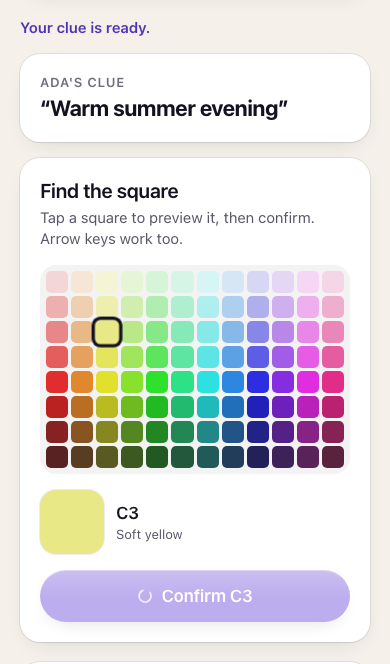 Your clue is ready.
ADA'S CLUE
“Warm summer evening”
Find the square
Tap a square to preview it, then confirm.
Arrow keys work too.
C3
Soft yellow
Confirm C3